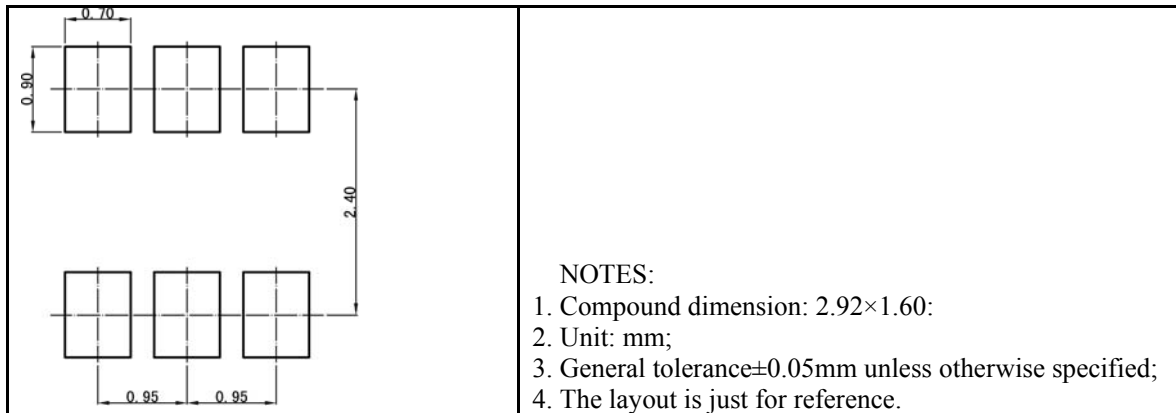 0.70
0.90
2.40
0.95 0.95
NOTES:
1. Compound dimension: 2.92×1.60:
2. Unit: mm;
3. General tolerance±0.05mm unless otherwise specified;
4. The layout is just for reference.